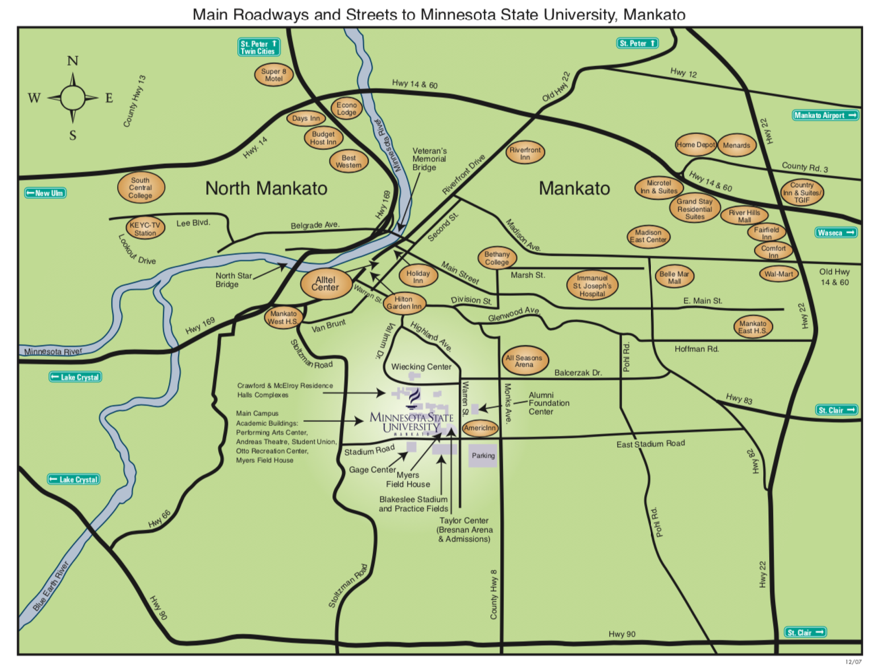 Main Roadways and Streets to Minnesota State University, Mankato
St. Peter
Twin Cities
St. Peter
N
W
E
S
County Hwy 13
Super 8
Motel
Hwy 14 & 60
Old Hwy 22
Hwy 12
Mankato Airport
Hwy 22
Econo
Lodge
Days Inn
Budget
Host Inn
Best
Western
Minnesota River
Hwy. 14
Veteran's
Memorial
Bridge
Riverfront Drive
Riverfront
Inn
Home Depot
Menards
County Rd. 3
New Ulm
South
Central
College
North Mankato
Mankato
Hwy 169
Microtel
Inn & Suites
Hwy 14 & 60
Country
Inn & Suites/
TGIF
Grand Stay
Residential
Suites
River Hills
Mall
Waseca
KEYC-TV
Station
Lee Blvd.
Belgrade Ave.
Second St.
Madison Ave.
Madison
East Center
Fairfield
Inn
Comfort
Inn
Lookout Drive
North Star
Bridge
Alltel
Center
Holiday
Inn
Main Street
Bethany
College
Marsh St.
Immanuel
St. Joseph's
Hospital
Belle Mar
Mall
Wal-Mart
Old Hwy
14 & 60
Warren St.
Hilton
Garden Inn
Division St.
E. Main St.
Hwy 22
Mankato
West H.S.
Van Brunt
Glenwood Ave
Mankato
East H.S.
Hwy 169
Minnesota River
Stoltzman Road
Val Imm Dr.
Highland Ave.
Pohl Rd.
Hoffman Rd.
Lake Crystal
Wiecking Center
All Seasons
Arena
Balcerzak Dr.
Crawford & McElroy Residence
Halls Complexes
Warren St.
Monks Ave.
Alumni
Foundation
Center
Hwy 83
St. Clair
Main Campus
Academic Buildings:
Performing Arts Center,
Andreas Theatre, Student Union,
Otto Recreation Center,
Myers Field House
MINNESOTA STATE
UNIVERSITY
MANKATO
AmericInn
Stadium Road
East Stadium Road
Parking
Hwy 82
Gage Center
Myers
Field House
Lake Crystal
Blakeslee Stadium
and Practice Fields
Taylor Center
(Bresnan Arena
& Admissions)
Hwy 66
Pohl Rd.
Blue Earth River
Stoltzman Road
County Hwy 8
Hwy 22
Hwy 90
Hwy 90
St. Clair
12/07